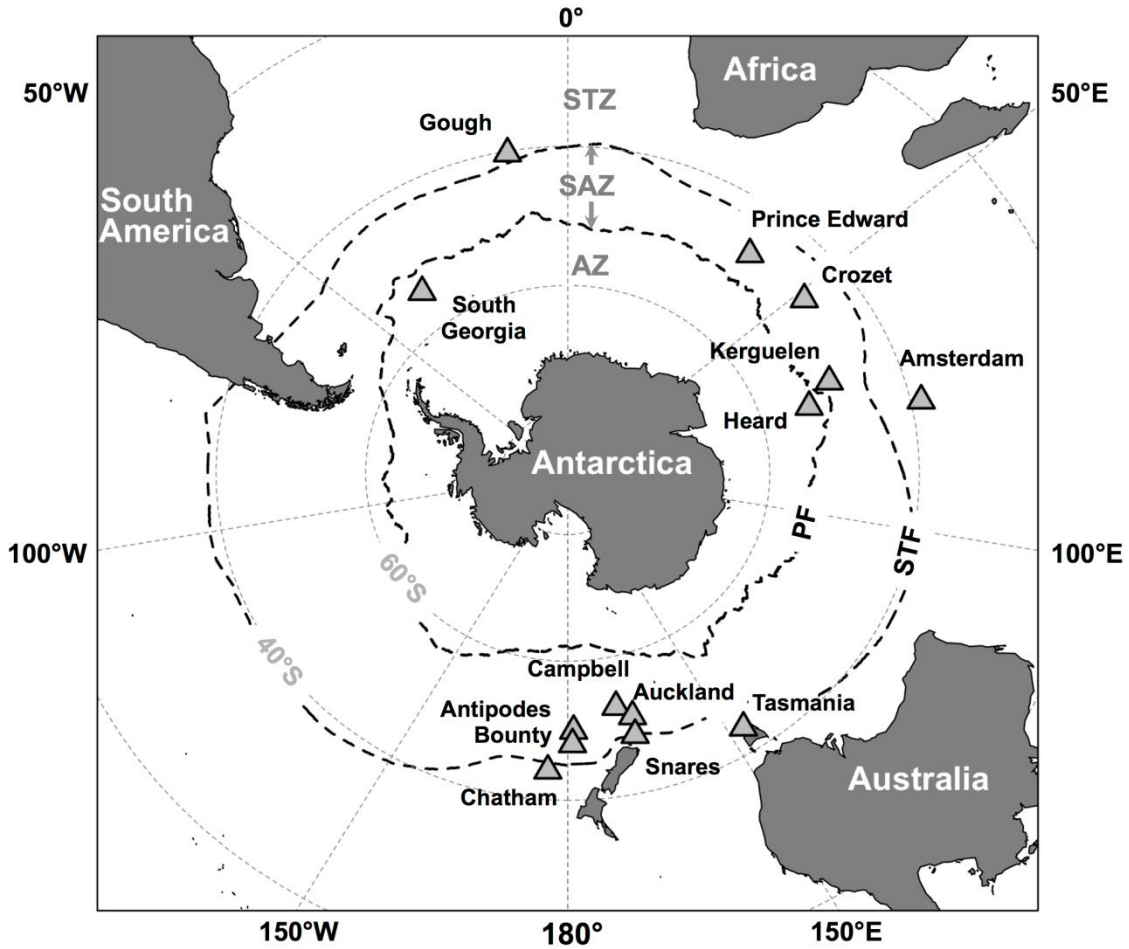 0°
50°W
50°E
Africa
STZ
Gough
SAZ
South
America
Prince Edward
AZ
Crozet
South
Georgia
Kerguelen
Amsterdam
Heard
Antarctica
PF
STF
100°W
100°E
60°S
40°S
Campbell
Auckland
Antipodes
Tasmania
Bounty
Snares
Chatham
Australia
150°W
180°
150°E